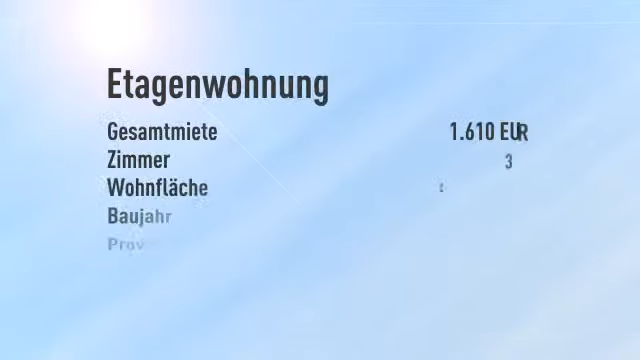 Etagenwohnung
Gesamtmiete 1.610 EUR
Zimmer 3
Wohnfläche
Baujahr